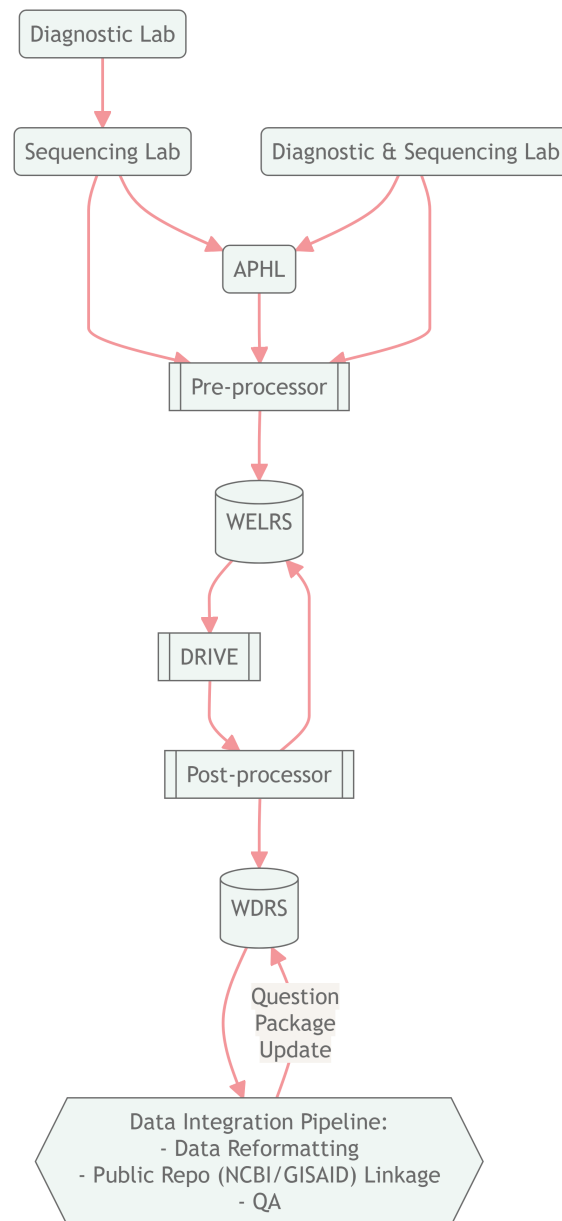 Diagnostic Lab
Sequencing Lab
Diagnostic & Sequencing Lab
APHL
Pre-processor
WELRS
DRIVE
Post-processor
WDRS
Question
Package
Update
Data Integration Pipeline:
- Data Reformatting
- Public Repo (NCBI/GISAID) Linkage
- QA